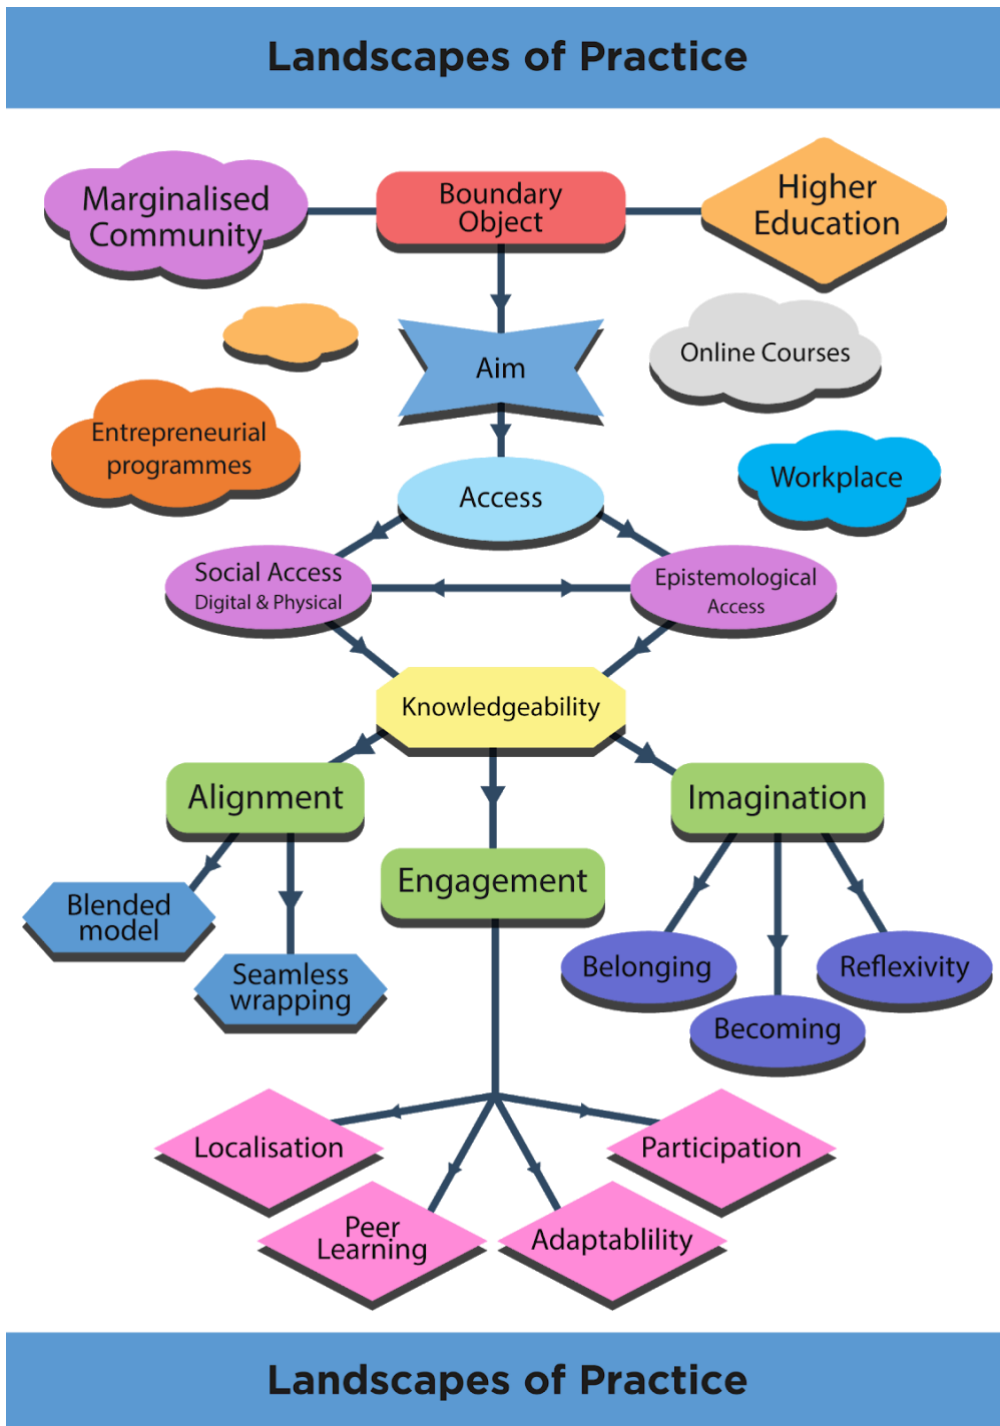 Landscapes of Practice
Marginalised
Community
Boundary
Object
Higher
Education
Aim
Online Courses
Entrepreneurial
programmes
Access
Workplace
Social Access
Digital & Physical
Epistemological
Access
Knowledgeability
Alignment
Imagination
Engagement
Blended
model
Seamless
wrapping
Belonging
Reflexivity
Becoming
Localisation
Participation
Peer
Learning
Adaptablility
Landscapes of Practice